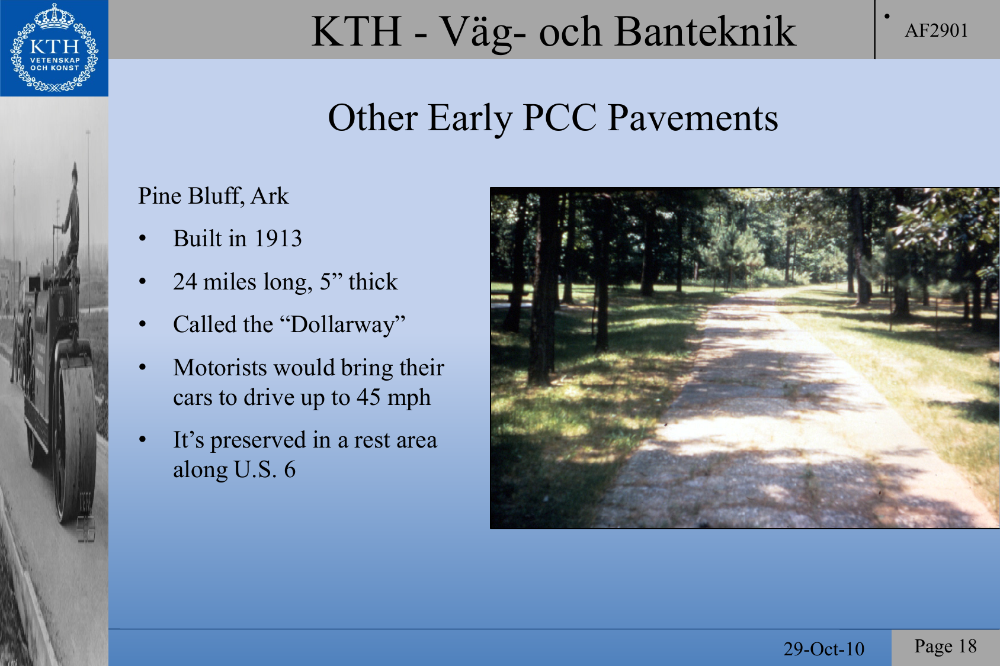 KTH
VETENSKAP
OCH KONST
KTH - Väg- och Banteknik
• AF2901
Other Early PCC Pavements
Pine Bluff, Ark
• Built in 1913
• 24 miles long, 5” thick
• Called the “Dollarway”
• Motorists would bring their
cars to drive up to 45 mph
• It’s preserved in a rest area
along U.S. 6
29-Oct-10
Page 18